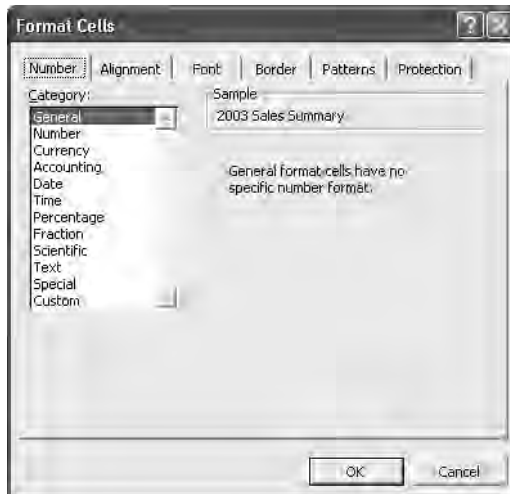 Format Cells
Number Alignment Font Border Patterns Protection
Category:
General
Number
Currency
Accounting
Date
Time
Percentage
Fraction
Scientific
Text
Special
Custom
Sample
2003 Sales Summary
General format cells have no
specific number format.
OK Cancel